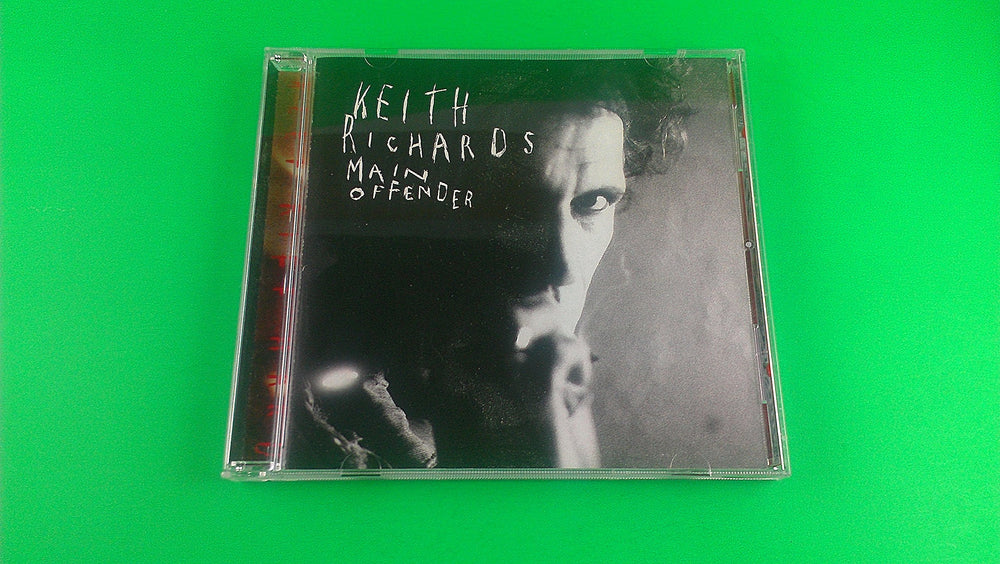 KEITH
RICHARDS
MAIN
OFFENDER